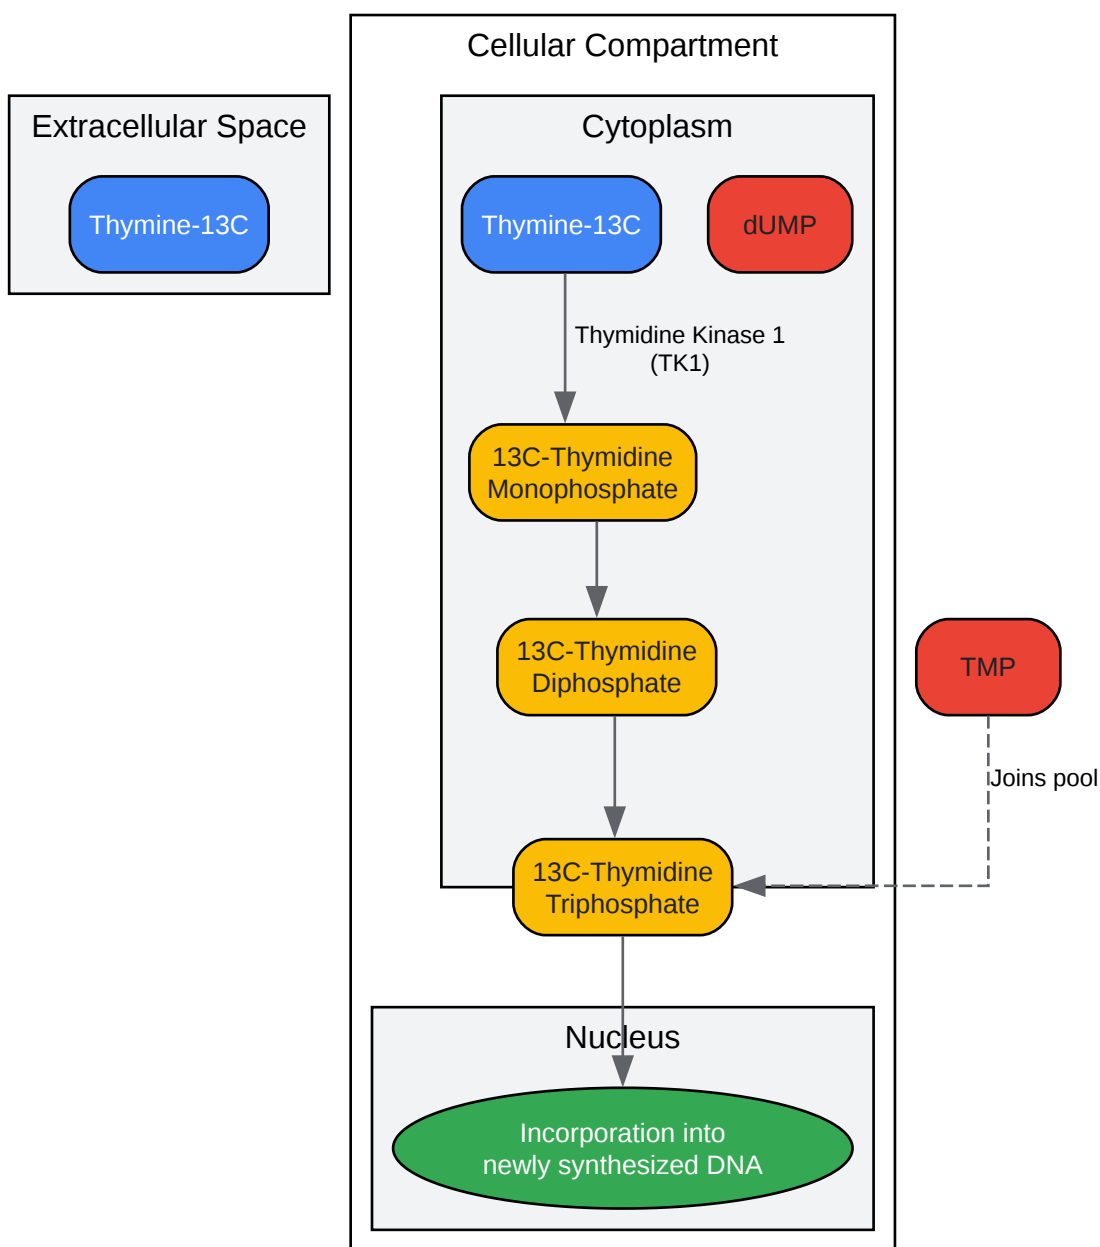 Cellular Compartment
Extracellular Space
Thymine-13C
Cytoplasm
Thymine-13C
dUMP
Thymidine Kinase 1
(TK1)
13C-Thymidine
Monophosphate
13C-Thymidine
Diphosphate
TMP
Joins pool
13C-Thymidine
Triphosphate
Nucleus
Incorporation into
newly synthesized DNA